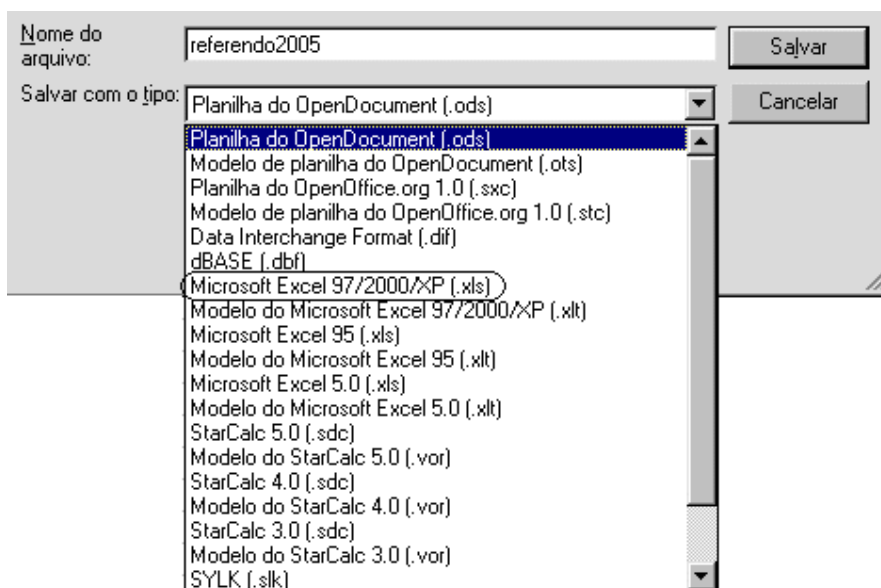 Nome do
arquivo:
referendo2005
Salvar
Salvar com o tipo:
Planilha do OpenDocument (.ods)
Cancelar
Planilha do OpenDocument (.ods)
Modelo de planilha do OpenDocument (.ots)
Planilha do OpenOffice.org 1.0 (.sxc)
Modelo de planilha do OpenOffice.org 1.0 (.stc)
Data Interchange Format (.dif)
dBASE (.dbf)
Microsoft Excel 97/2000/XP (.xls)
Modelo do Microsoft Excel 97/2000/XP (.xlt)
Microsoft Excel 95 (.xls)
Modelo do Microsoft Excel 95 (.xlt)
Microsoft Excel 5.0 (.xls)
Modelo do Microsoft Excel 5.0 (.xlt)
StarCalc 5.0 (.sdc)
Modelo do StarCalc 5.0 (.vor)
StarCalc 4.0 (.sdc)
Modelo do StarCalc 4.0 (.vor)
StarCalc 3.0 (.sdc)
Modelo do StarCalc 3.0 (.vor)
SYLK (.slk)